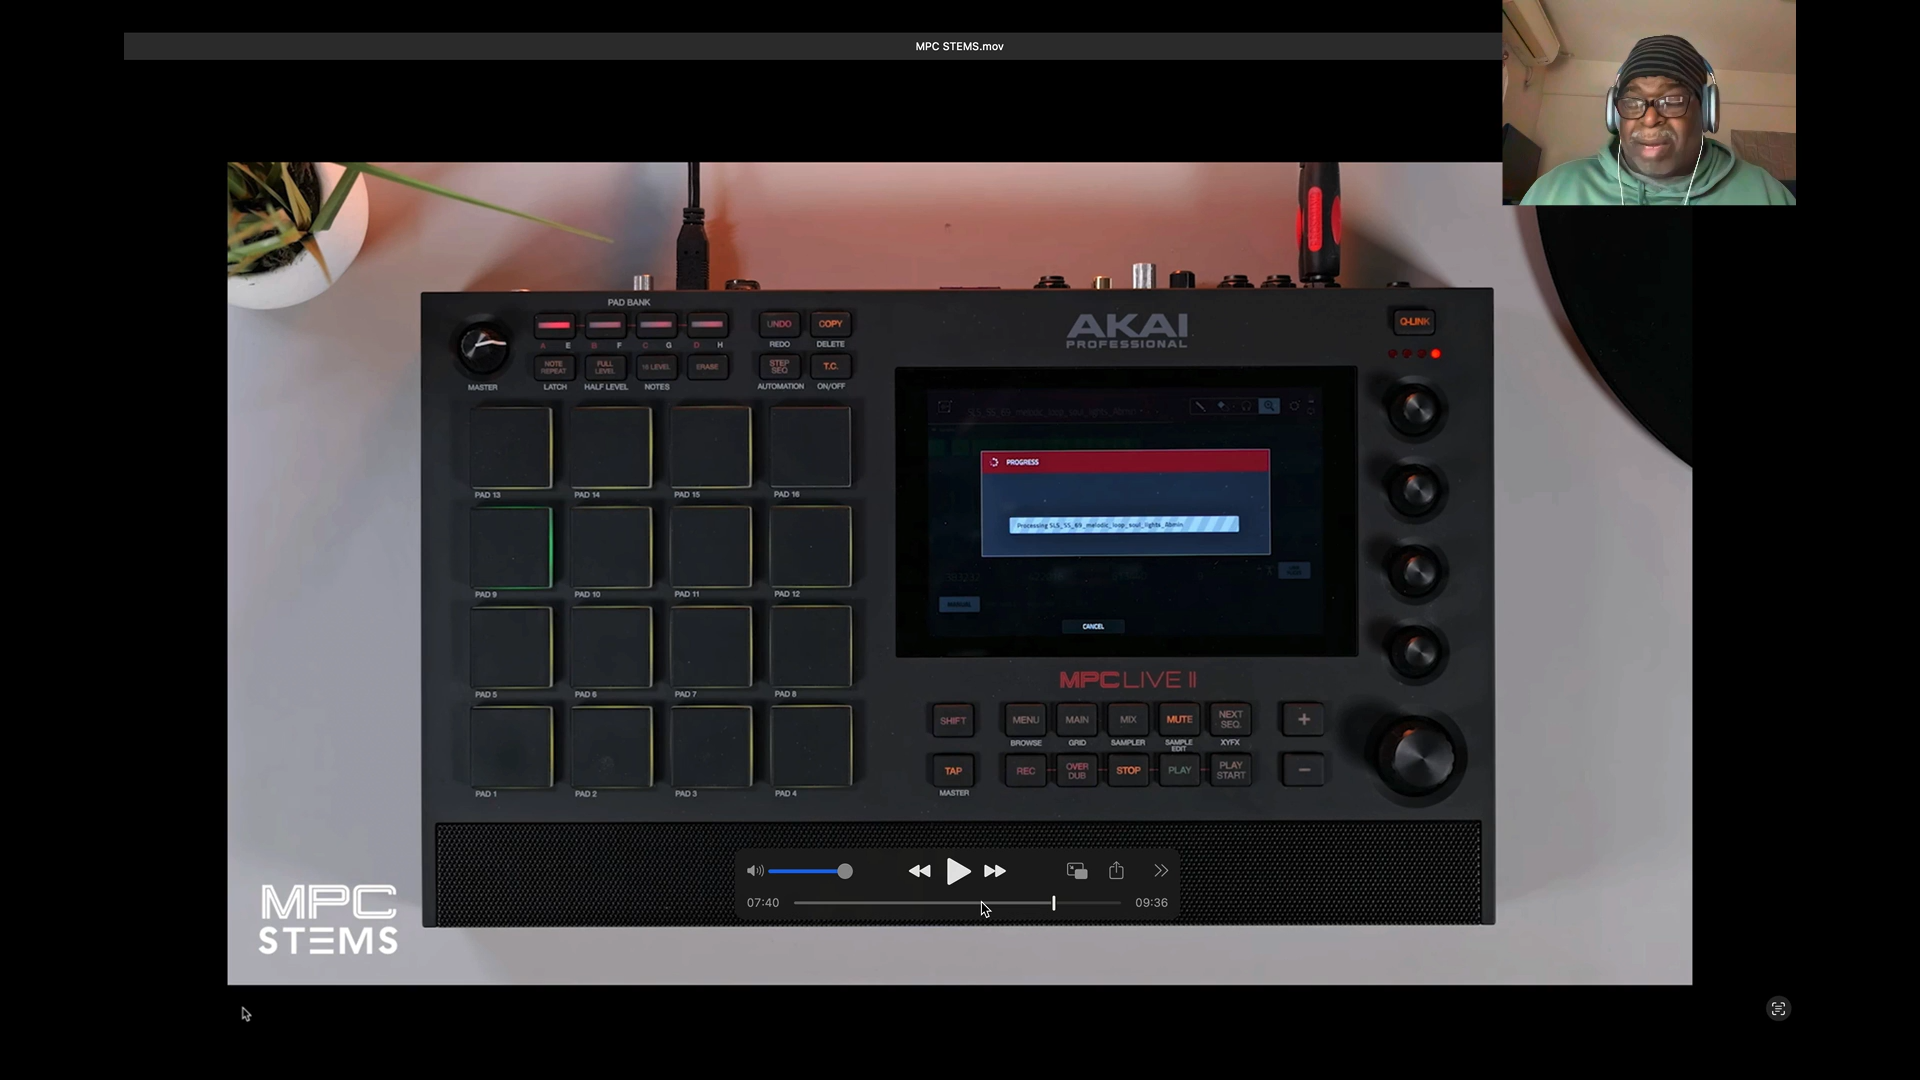 MPC STEMS.mov
PAD BANK
A E B F C G D H
UNDO COPY
REDO DELETE
NOTE REPEAT FULL LEVEL 16 LEVEL ERASE
STEP SEQ T.C.
MASTER LATCH HALF LEVEL NOTES
AUTOMATION ON/OFF
AKAI
PROFESSIONAL
Q-LINK
PROGRESS
Processing SLS_SS_69_melodic_loop_soul_lights_Abmin
MANUAL
CANCEL
PAD 13 PAD 14 PAD 15 PAD 16
PAD 9 PAD 10 PAD 11 PAD 12
PAD 5 PAD 6 PAD 7 PAD 8
PAD 1 PAD 2 PAD 3 PAD 4
MPC LIVE II
SHIFT MENU MAIN MIX MUTE NEXT SEQ. +
BROWSE GRID SAMPLER SAMPLE EDIT XYFX
TAP REC OVER DUB STOP PLAY PLAY START −
MASTER
07:40 09:36
MPC
STEMS